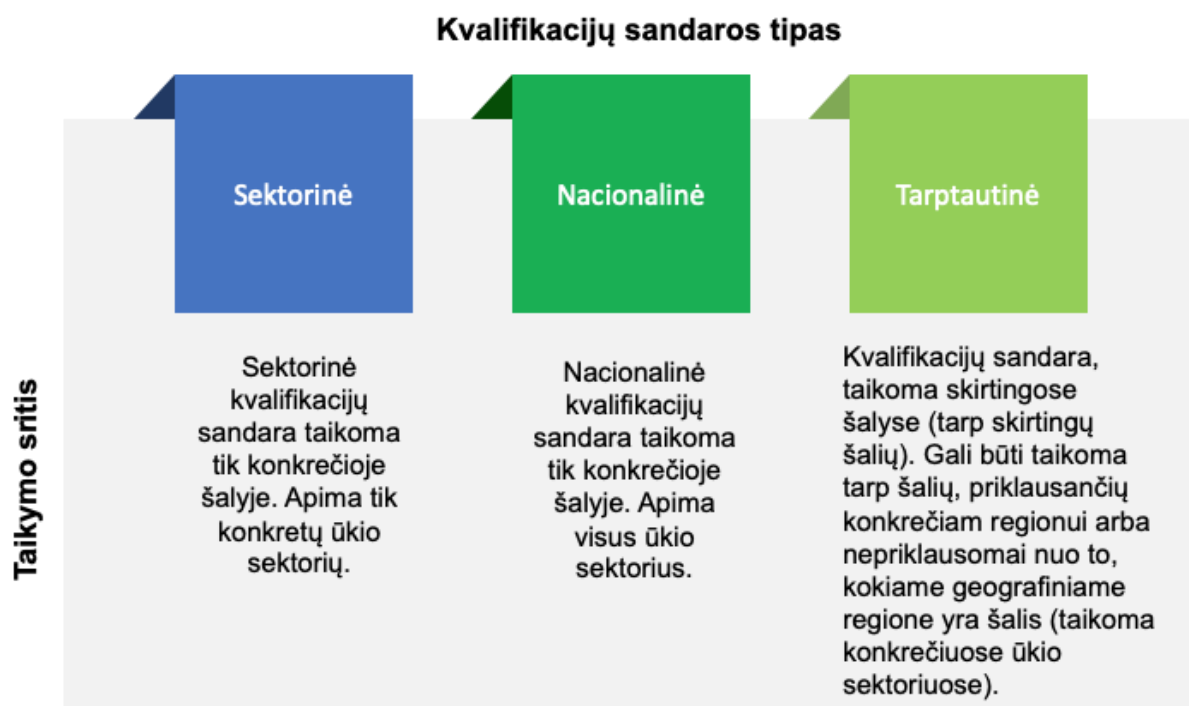 Kvalifikacijų sandaros tipas
Sektorinė
Nacionalinė
Tarptautinė
Taikymo sritis
Sektorinė
kvalifikacijų
sandara taikoma
tik konkrečioje
šalyje. Apima tik
konkretų ūkio
sektorių.
Nacionalinė
kvalifikacijų
sandara taikoma
tik konkrečioje
šalyje. Apima
visus ūkio
sektorius.
Kvalifikacijų sandara,
taikoma skirtingose
šalyse (tarp skirtingų
šalių). Gali būti taikoma
tarp šalių, priklausančių
konkrečiam regionui arba
nepriklausomai nuo to,
kokiame geografiniame
regione yra šalis (taikoma
konkrečiuose ūkio
sektoriuose).